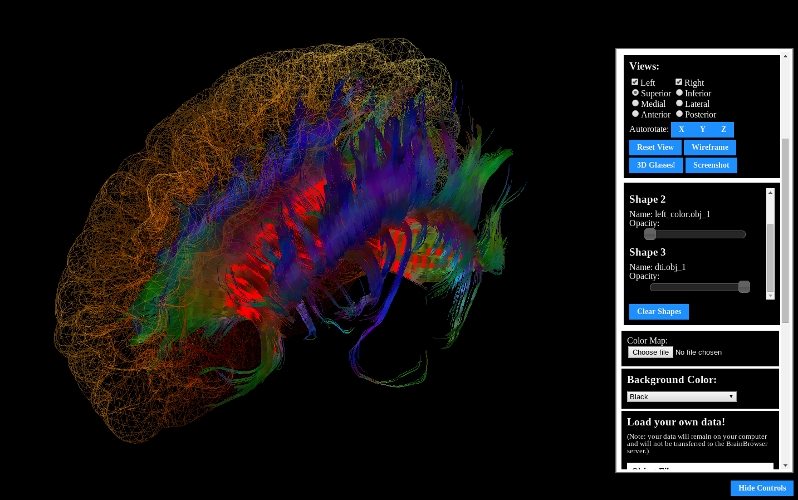 Views:
Left Right
Superior Inferior
Medial Lateral
Anterior Posterior
Autorotate: X Y Z
Reset View Wireframe
3D Glasses! Screenshot
Shape 2
Name: left_color.obj_1
Opacity:
Shape 3
Name: dti.obj_1
Opacity:
Clear Shapes
Color Map:
Choose file No file chosen
Background Color:
Black
Load your own data!
(Note: your data will remain on your computer
and will not be transferred to the BrainBrowser
server.)
Hide Controls